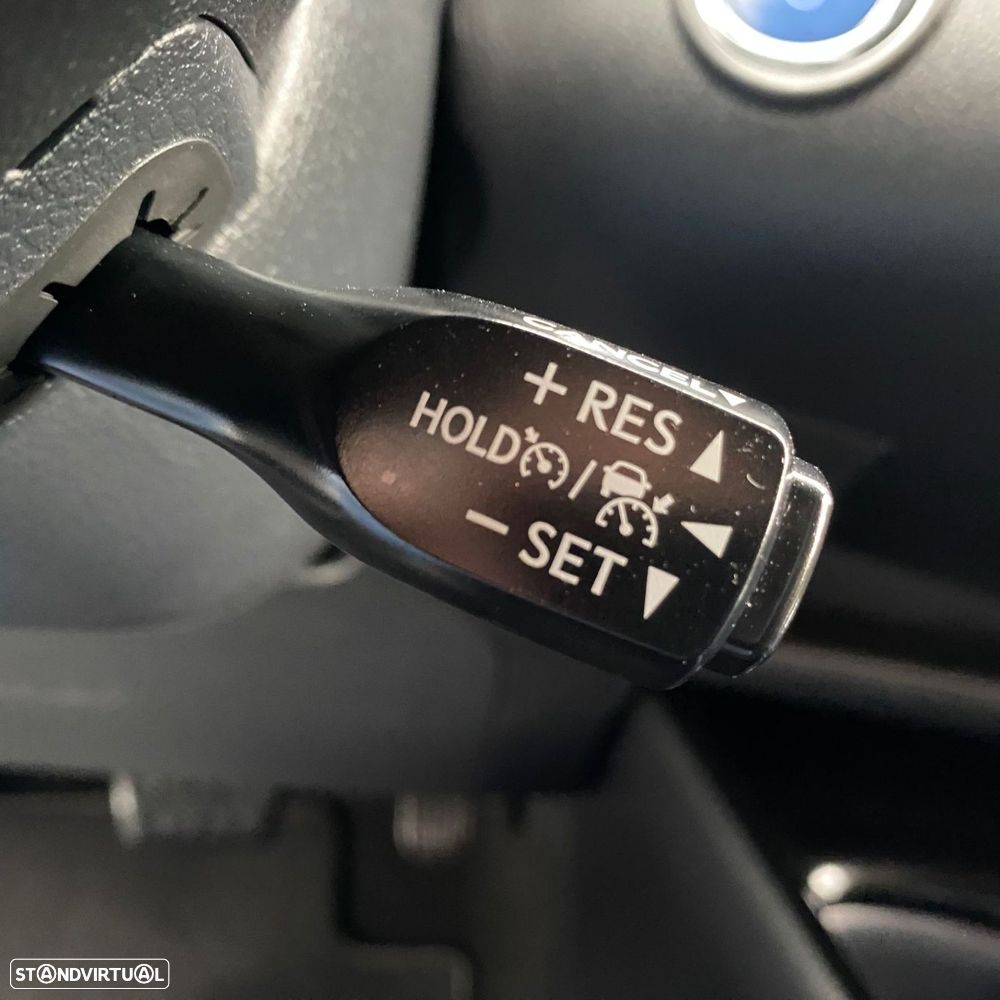 CANCEL▼
+ RES ▲
HOLD / ◀
− SET ▼
STANDVIRTUAL